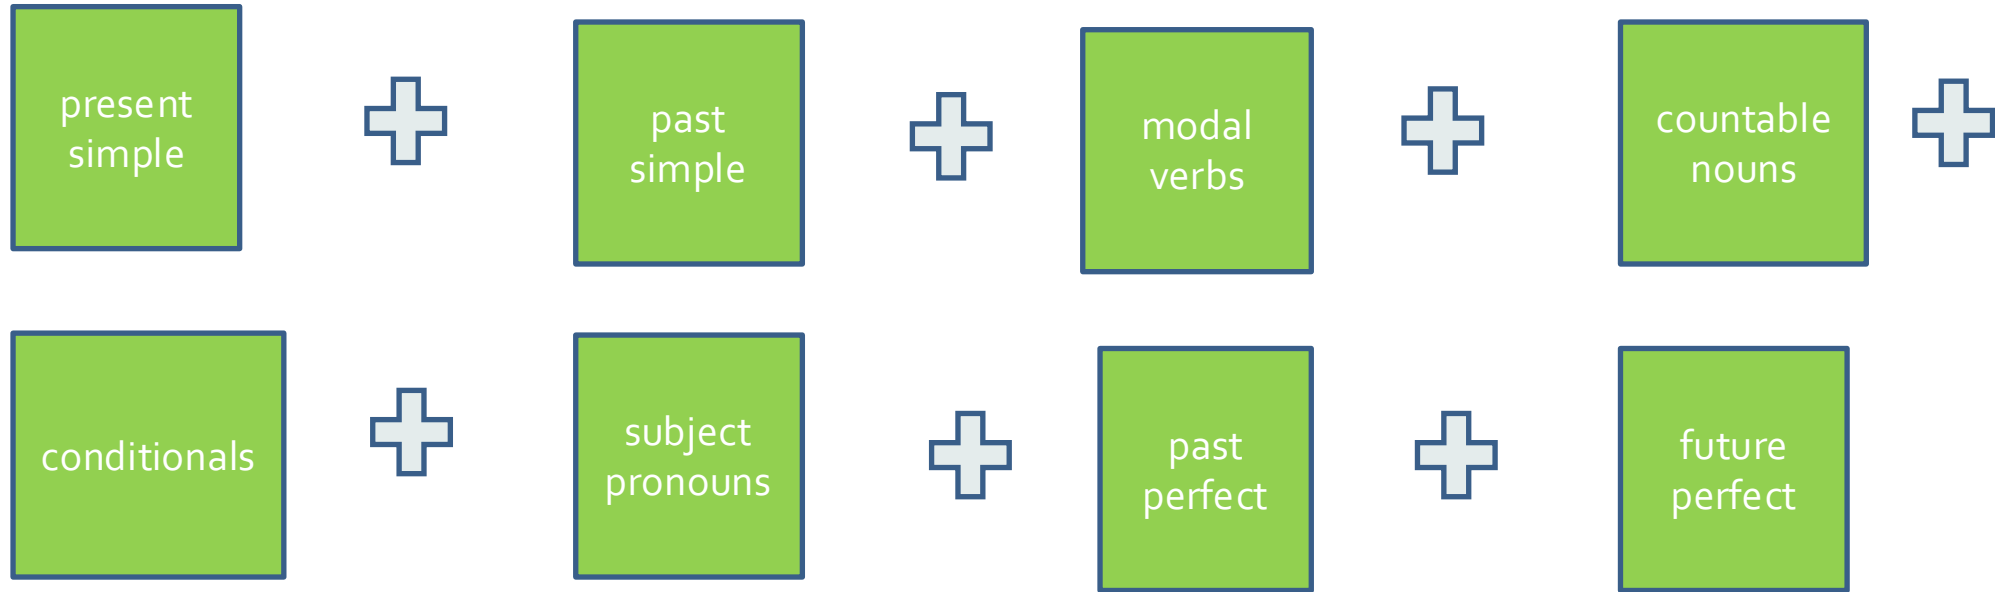 present
simple
past
simple
modal
verbs
countable
nouns
conditionals
subject
pronouns
past
perfect
future
perfect